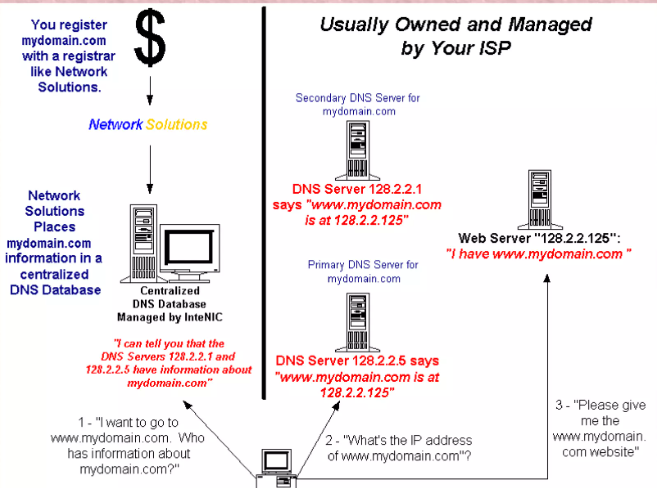 You register
mydomain.com
with a registrar
like Network
Solutions.
$
Network Solutions
Network
Solutions
Places
mydomain.com
information in a
centralized
DNS Database
Centralized
DNS Database
Managed by InteNIC
"I can tell you that the
DNS Servers 128.2.2.1 and
128.2.2.5 have information about
mydomain.com"
1 - "I want to go to
www.mydomain.com. Who
has information about
mydomain.com?"
Usually Owned and Managed
by Your ISP
Secondary DNS Server for
mydomain.com
DNS Server 128.2.2.1
says "www.mydomain.com
is at 128.2.2.125"
Primary DNS Server for
mydomain.com
DNS Server 128.2.2.5 says
"www.mydomain.com is at
128.2.2.125"
2 - "What's the IP address
of www.mydomain.com"?
Web Server "128.2.2.125":
"I have www.mydomain.com "
3 - "Please give
me the
www.mydomain.
com website"